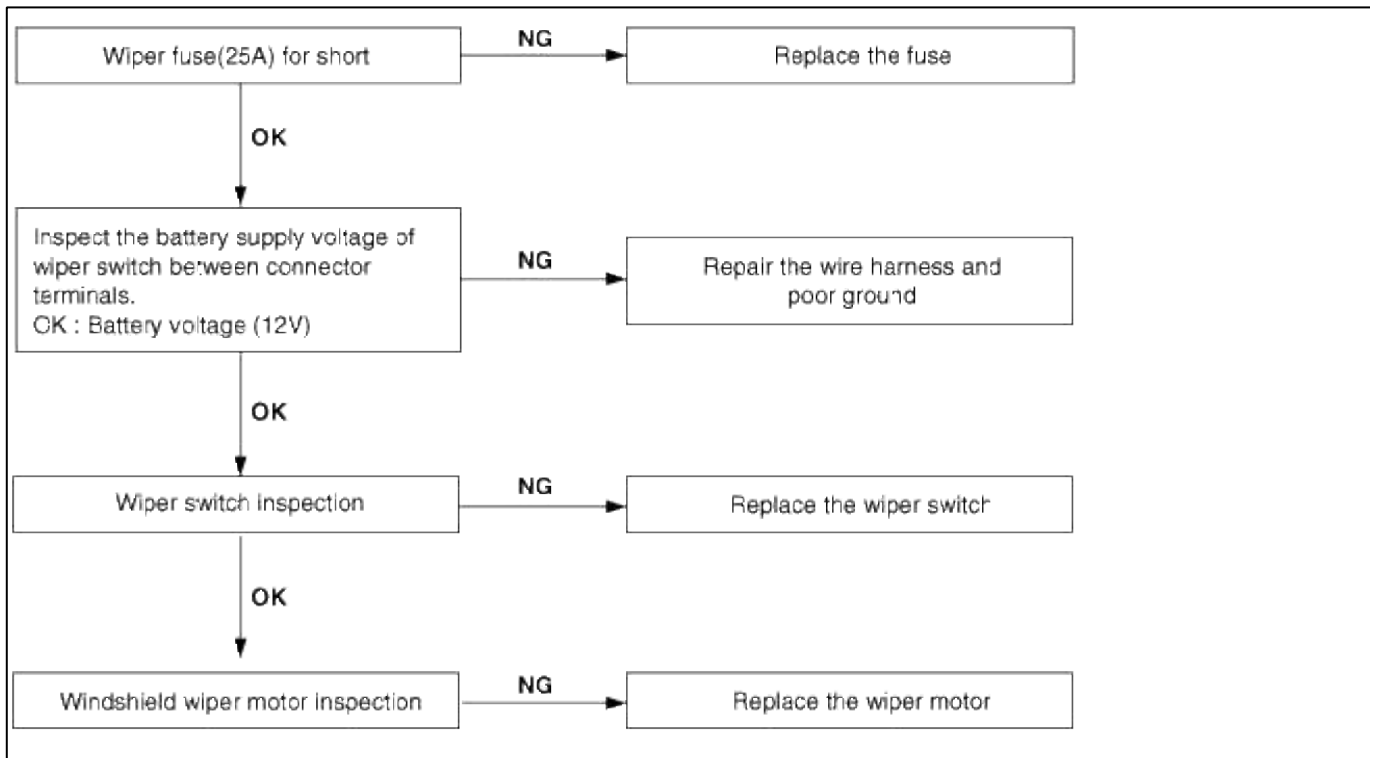 Wiper fuse(25A) for short
NG
Replace the fuse
OK
Inspect the battery supply voltage of
wiper switch between connector
terminals.
OK : Battery voltage (12V)
NG
Repair the wire harness and
poor ground
OK
Wiper switch inspection
NG
Replace the wiper switch
OK
Windshield wiper motor inspection
NG
Replace the wiper motor